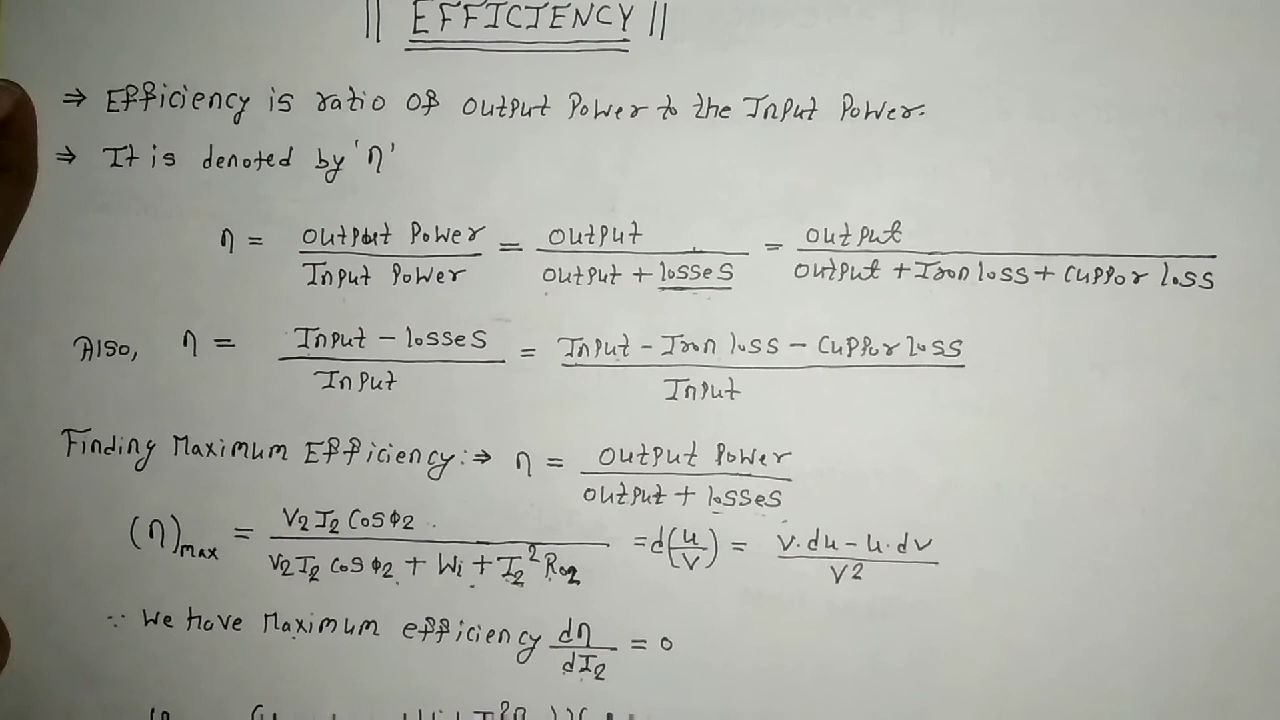 || EFFICIENCY ||
⇒ Efficiency is ratio of output Power to the Input Power.
⇒ It is denoted by 'η'
η = Output Power / Input Power = output / output + losses = output / output + Iron loss + Cuppor loss
Also, η = Input - losses / Input = Input - Iron loss - Cuppor loss / Input
Finding Maximum Efficiency:⇒ η = output power / output + losses
(η)max = V2 I2 Cos Φ2 / V2 I2 Cos Φ2 + Wi + I2² Ro2 = d(u/v) = v.du - u.dv / v²
∵ We have Maximum efficiency dη / dI2 = 0